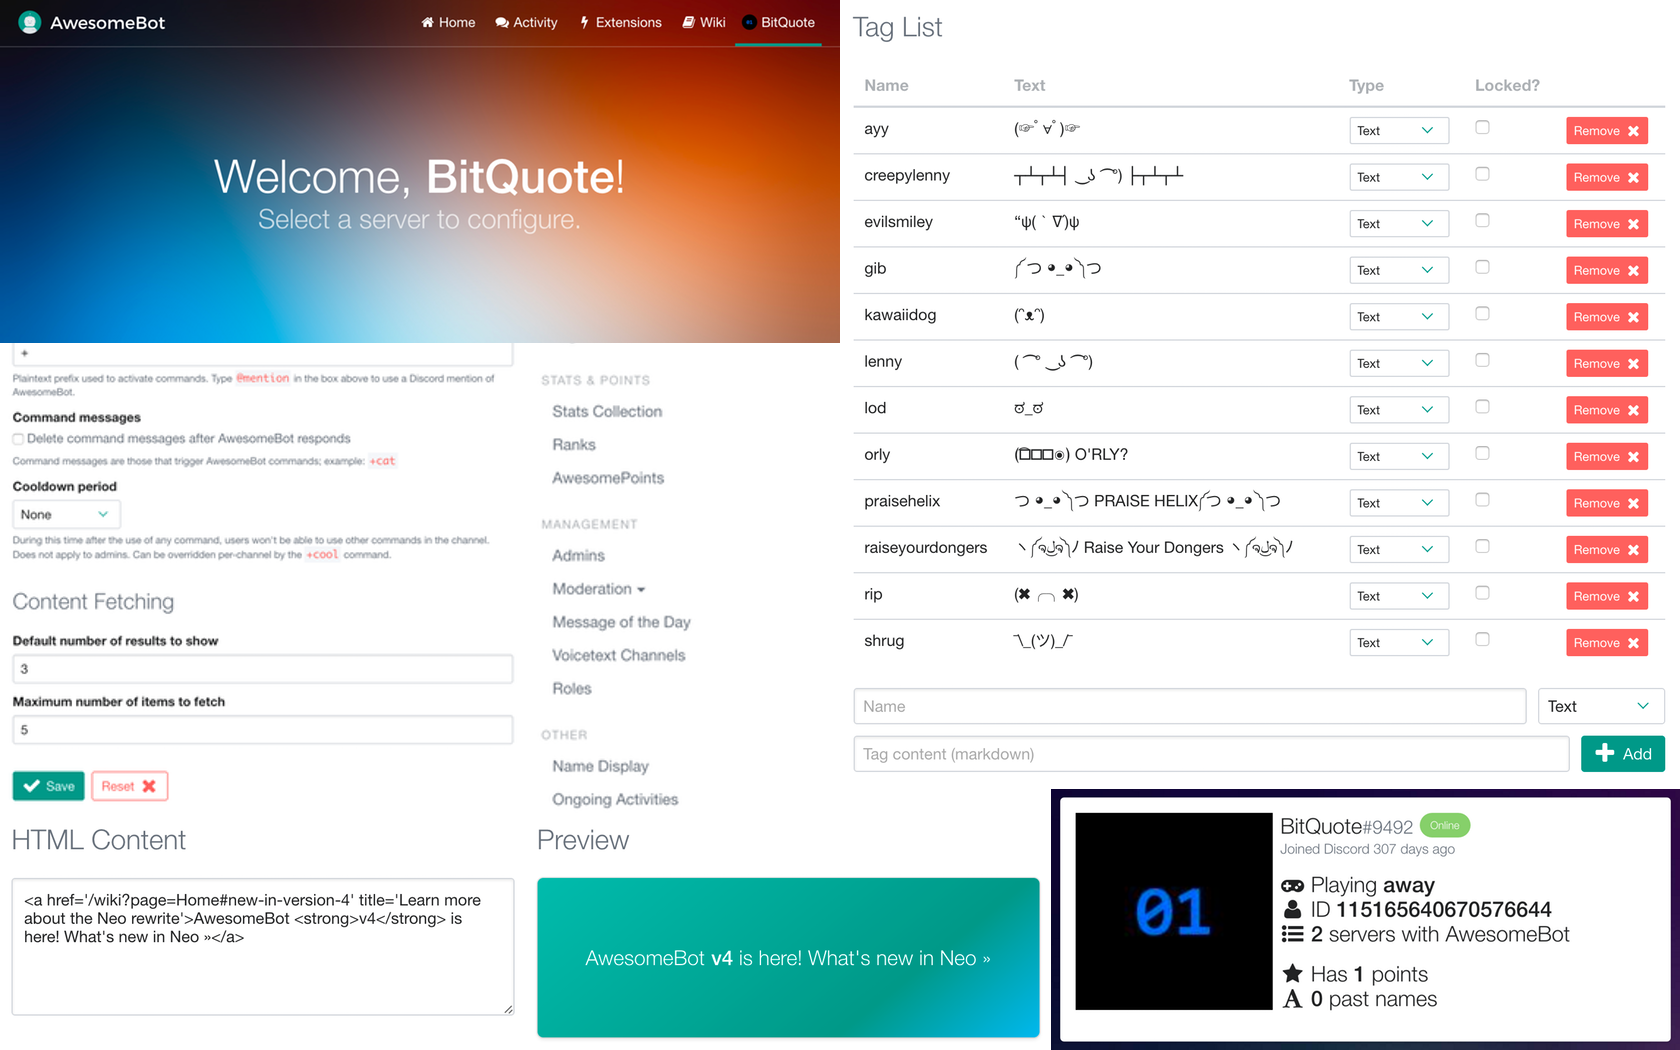 AwesomeBot
Home
Activity
Extensions
Wiki
BitQuote
Welcome, BitQuote!
Select a server to configure.
+
Plaintext prefix used to activate commands. Type @mention in the box above to use a Discord mention of
AwesomeBot.
Command messages
Delete command messages after AwesomeBot responds
Command messages are those that trigger AwesomeBot commands; example: +cat
Cooldown period
None
During this time after the use of any command, users won't be able to use other commands in the channel.
Does not apply to admins. Can be overridden per-channel by the +cool command.
Content Fetching
Default number of results to show
3
Maximum number of items to fetch
5
Save
Reset
STATS & POINTS
Stats Collection
Ranks
AwesomePoints
MANAGEMENT
Admins
Moderation
Message of the Day
Voicetext Channels
Roles
OTHER
Name Display
Ongoing Activities
HTML Content
<a href='/wiki?page=Home#new-in-version-4' title='Learn more
about the Neo rewrite'>AwesomeBot <strong>v4</strong> is
here! What's new in Neo »</a>
Preview
AwesomeBot v4 is here! What's new in Neo »
Tag List
Name Text Type Locked?
ayy (☞ﾟ∀ﾟ)☞ Text Remove
creepylenny ┬┴┬┴┤ ͜ʖ ͡°) ├┬┴┬┴ Text Remove
evilsmiley “ψ(｀∇´)ψ Text Remove
gib ༼つ ◕_◕ ༽つ Text Remove
kawaiidog (ᵔᴥᵔ) Text Remove
lenny ( ͡° ͜ʖ ͡°) Text Remove
lod ಠ_ಠ Text Remove
orly O'RLY? Text Remove
praisehelix つ ◕_◕ ༽つ PRAISE HELIX༼つ ◕_◕ ༽つ Text Remove
raiseyourdongers ヽ༼ຈل͜ຈ༽ﾉ Raise Your Dongers ヽ༼ຈل͜ຈ༽ﾉ Text Remove
rip (✖╭╮✖) Text Remove
shrug ¯\_(ツ)_/¯ Text Remove
Name
Text
Tag content (markdown)
Add
01
BitQuote#9492 Online
Joined Discord 307 days ago
Playing away
ID 115165640670576644
2 servers with AwesomeBot
Has 1 points
0 past names